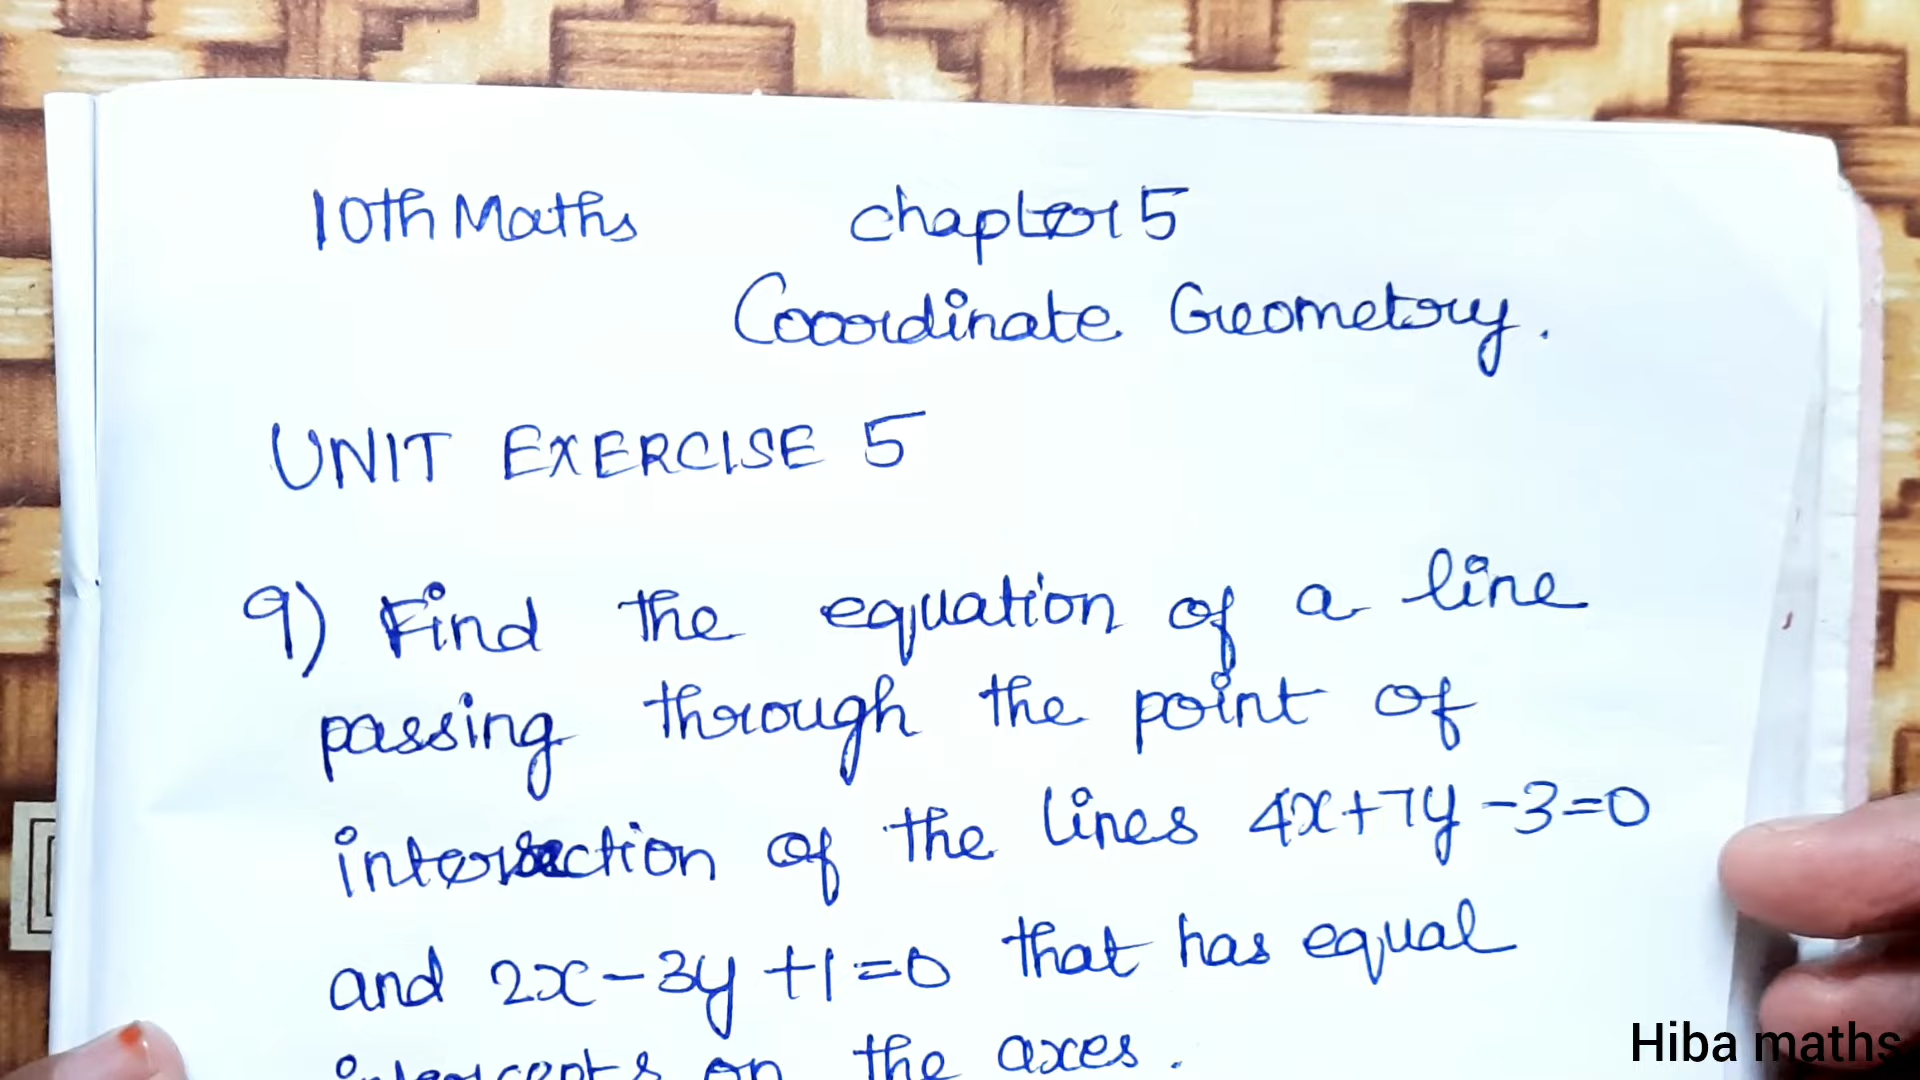 10th Maths chapter 5
Coordinate Geometry.
UNIT EXERCISE 5
9) Find the equation of a line
passing through the point of
intersection of the lines 4x+7y-3=0
and 2x-3y+1=0 that has equal
intercepts on the axes.
Hiba maths